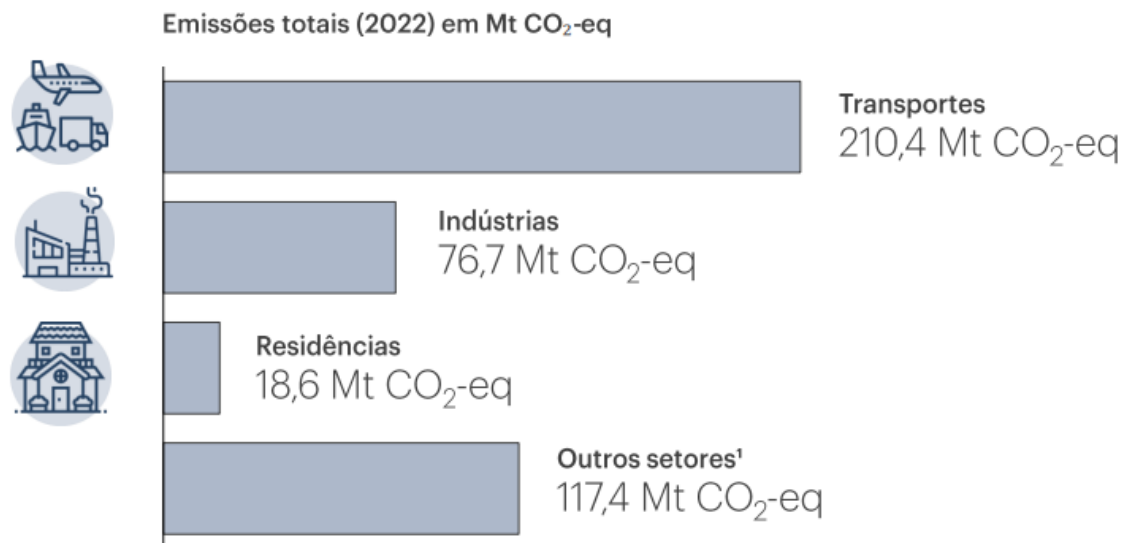 Emissões totais (2022) em Mt CO₂-eq
Transportes
210,4 Mt CO₂-eq
Indústrias
76,7 Mt CO₂-eq
Residências
18,6 Mt CO₂-eq
Outros setores¹
117,4 Mt CO₂-eq